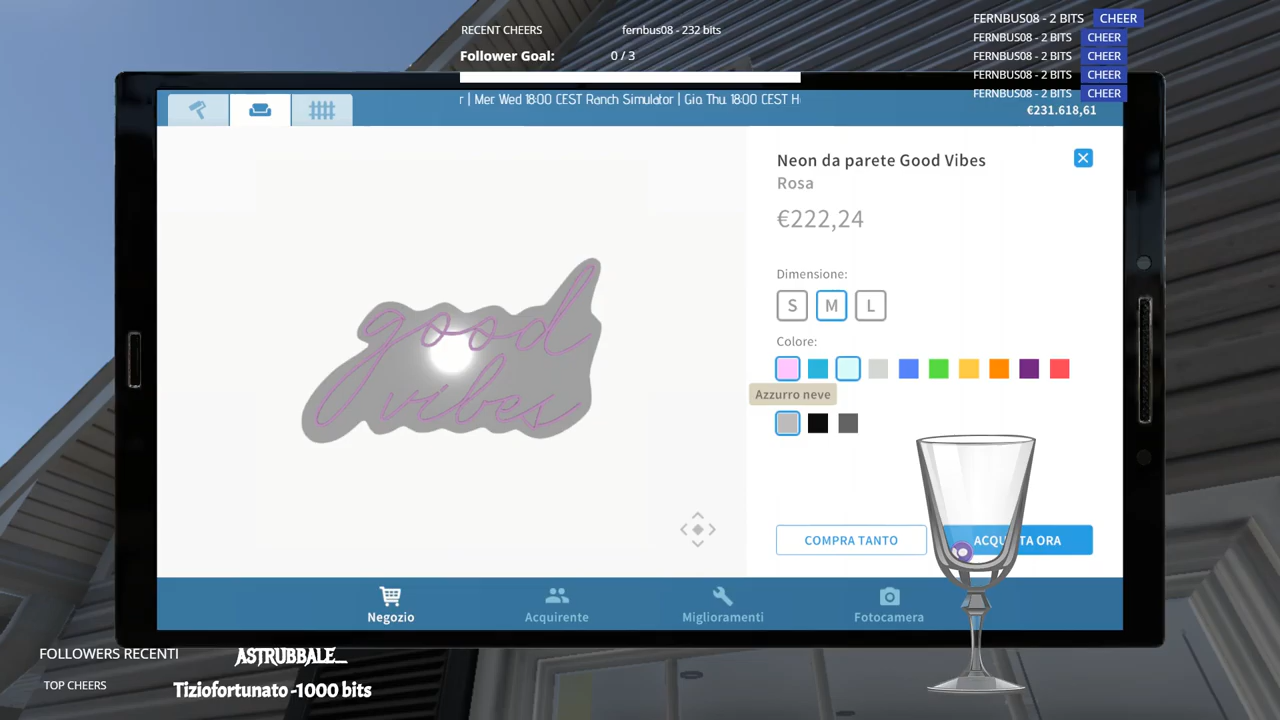 RECENT CHEERS
fernbus08 - 232 bits
Follower Goal:
0 / 3
FERNBUS08 - 2 BITS CHEER
FERNBUS08 - 2 BITS CHEER
FERNBUS08 - 2 BITS CHEER
FERNBUS08 - 2 BITS CHEER
FERNBUS08 - 2 BITS CHEER
r | Mer Wed 18:00 CEST Ranch Simulator | Gio Thu. 18:00 CEST H
€231.618,61
good
vibes
Neon da parete Good Vibes
Rosa
€222,24
Dimensione:
S M L
Colore:
Azzurro neve
COMPRA TANTO
Negozio
Acquirente
Miglioramenti
Fotocamera
FOLLOWERS RECENTI
ASTRUBBALE_
TOP CHEERS
Tiziofortunato -1000 bits